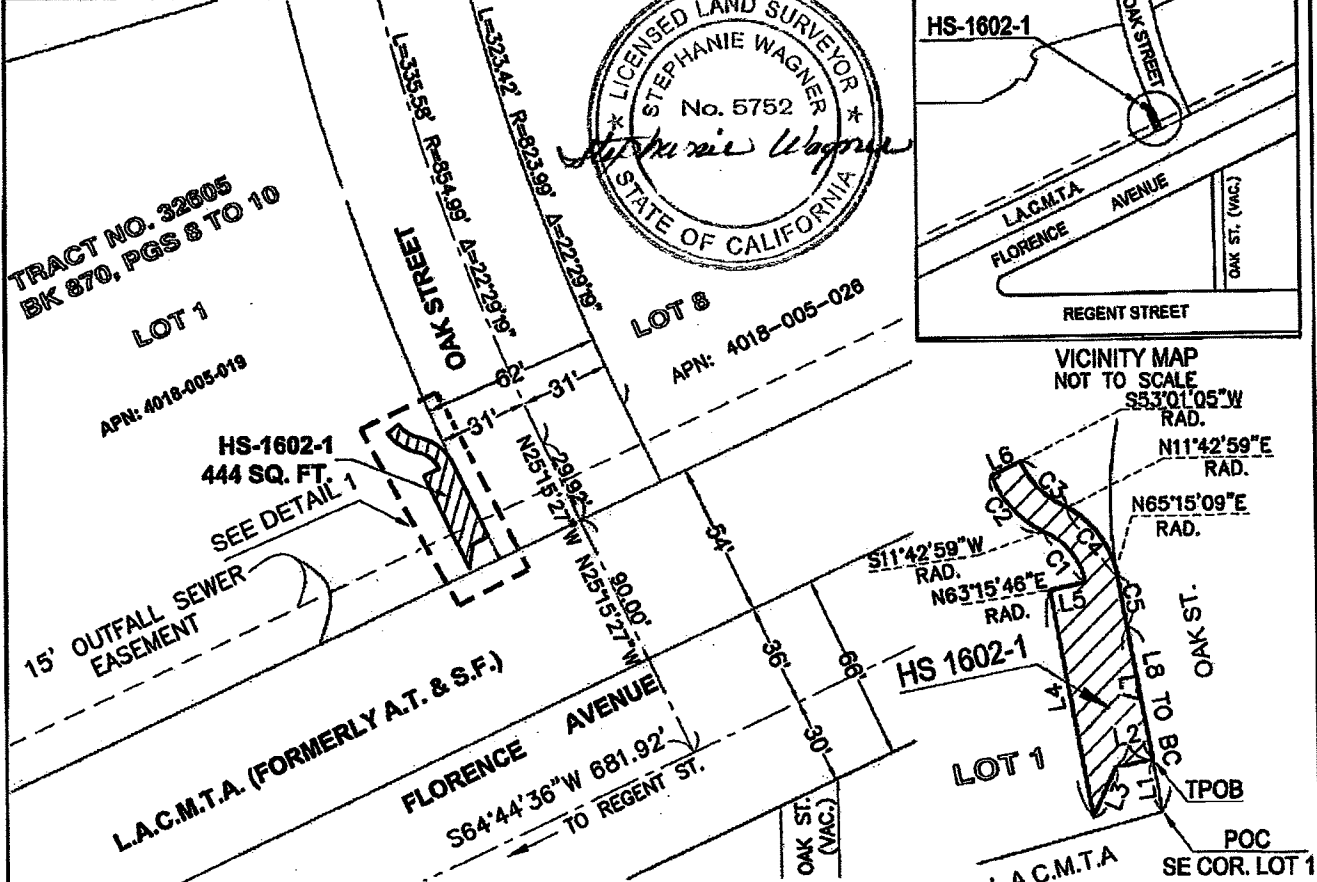 TRACT NO. 32605
BK 870, PGS 8 TO 10
LOT 1
APN: 4018-005-019
L=335.58' R=854.99' Δ=22°29'19"
L=323.42' R=823.99' Δ=22°29'19"
OAK STREET
LICENSED LAND SURVEYOR
STEPHANIE WAGNER
No. 5752
Stephanie Wagner
STATE OF CALIFORNIA
LOT 8
APN: 4018-005-026
62'
31'
31'
29.92'
N25°15'27"W
N25°15'27"W
90.00'
HS-1602-1
444 SQ. FT.
SEE DETAIL 1
15' OUTFALL SEWER
EASEMENT
L.A.C.M.T.A. (FORMERLY A.T. & S.F.)
FLORENCE AVENUE
S64°44'36"W 681.92'
TO REGENT ST.
54'
36'
66'
30'
OAK ST.
(VAC.)
HS-1602-1
OAK STREET
L.A.C.M.T.A.
FLORENCE AVENUE
OAK ST. (VAC.)
REGENT STREET
VICINITY MAP
NOT TO SCALE
S53°01'05"W
RAD.
N11°42'59"E
RAD.
N65°15'09"E
RAD.
S11°42'59"W
RAD.
N63°15'46"E
RAD.
L6
C3
C2
C4
C1
L5
C5
OAK ST.
HS 1602-1
L4
L8 TO BC
L2
L3
L1
LOT 1
TPOB
POC
SE COR. LOT 1
L.A.C.M.T.A